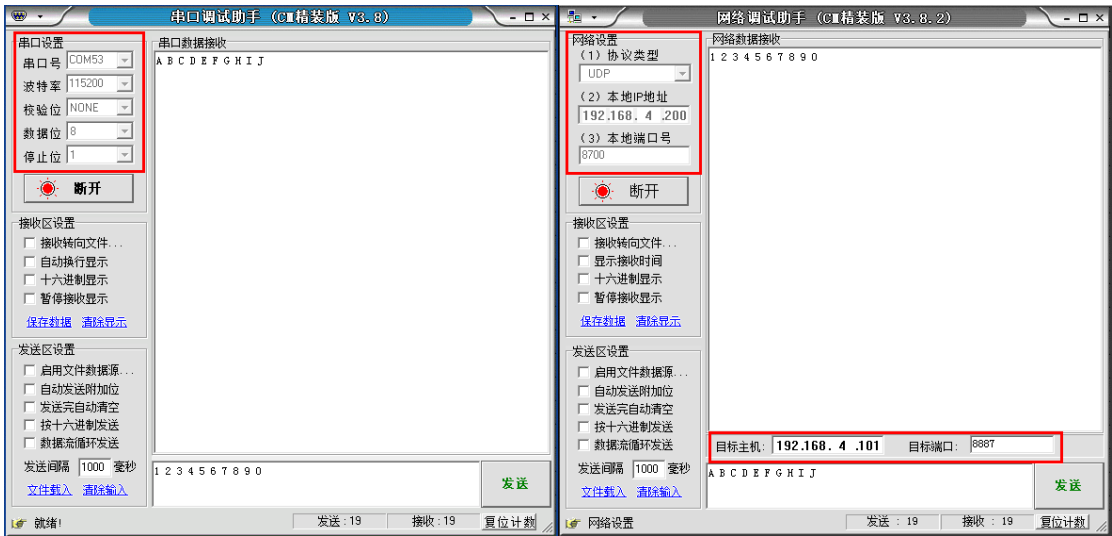 串口调试助手 (CⅢ精装版 V3.8)
串口设置
串口号 COM53
波特率 115200
校验位 NONE
数据位 8
停止位 1
断开
接收区设置
接收转向文件...
自动换行显示
十六进制显示
暂停接收显示
保存数据 清除显示
发送区设置
启用文件数据源...
自动发送附加位
发送完自动清空
按十六进制发送
数据流循环发送
发送间隔 1000 毫秒
文件载入 清除输入
串口数据接收
A B C D E F G H I J
1 2 3 4 5 6 7 8 9 0
发送
就绪!
发送:19 接收:19 复位计数
网络调试助手 (CⅢ精装版 V3.8.2)
网络设置
(1) 协议类型
UDP
(2) 本地IP地址
192.168. 4 .200
(3) 本地端口号
8700
断开
接收区设置
接收转向文件...
显示接收时间
十六进制显示
暂停接收显示
保存数据 清除显示
发送区设置
启用文件数据源...
自动发送附加位
发送完自动清空
按十六进制发送
数据流循环发送
发送间隔 1000 毫秒
文件载入 清除输入
网络数据接收
1 2 3 4 5 6 7 8 9 0
目标主机: 192.168. 4 .101 目标端口: 8887
A B C D E F G H I J
发送
网络设置
发送 : 19 接收 : 19 复位计数